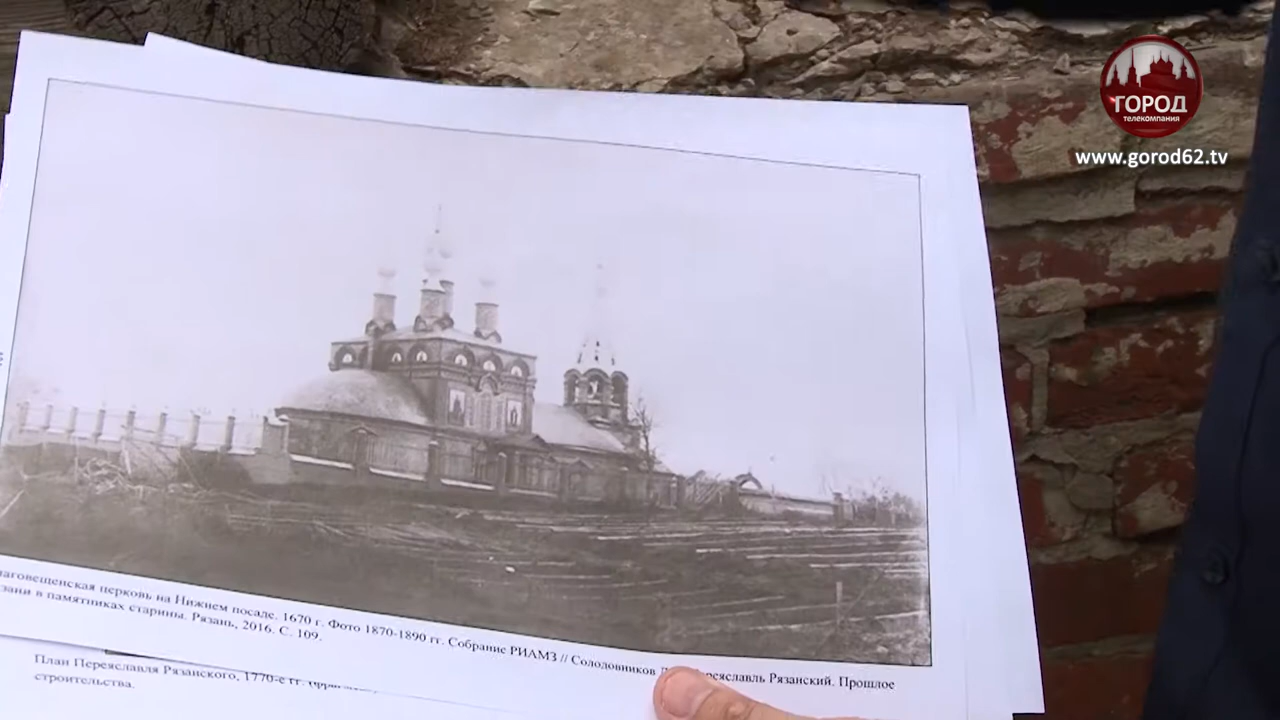 ГОРОД
телекомпания
www.gorod62.tv
лаговещенская церковь на Нижнем посаде. 1670 г. Фото 1870-1890 гг. Собрание РИАМЗ // Солодовников Переяславль Рязанский. Прошлое
зани в памятниках старины. Рязань, 2016. С. 109.
План Переяславля Рязанского, 1770-е гг.
строительства.